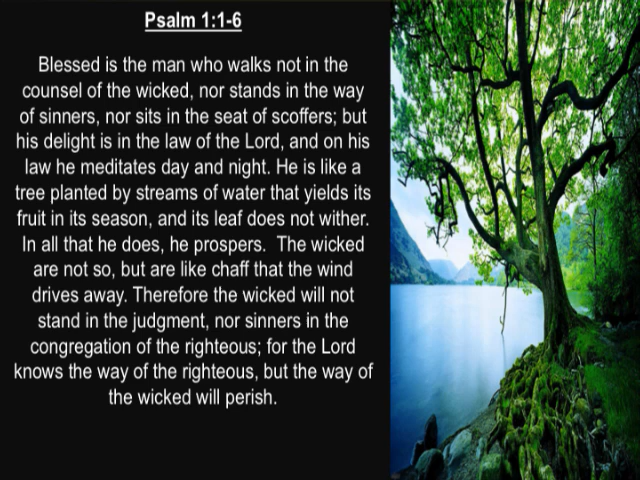 Psalm 1:1-6
Blessed is the man who walks not in the
counsel of the wicked, nor stands in the way
of sinners, nor sits in the seat of scoffers; but
his delight is in the law of the Lord, and on his
law he meditates day and night. He is like a
tree planted by streams of water that yields its
fruit in its season, and its leaf does not wither.
In all that he does, he prospers.  The wicked
are not so, but are like chaff that the wind
drives away. Therefore the wicked will not
stand in the judgment, nor sinners in the
congregation of the righteous; for the Lord
knows the way of the righteous, but the way of
the wicked will perish.